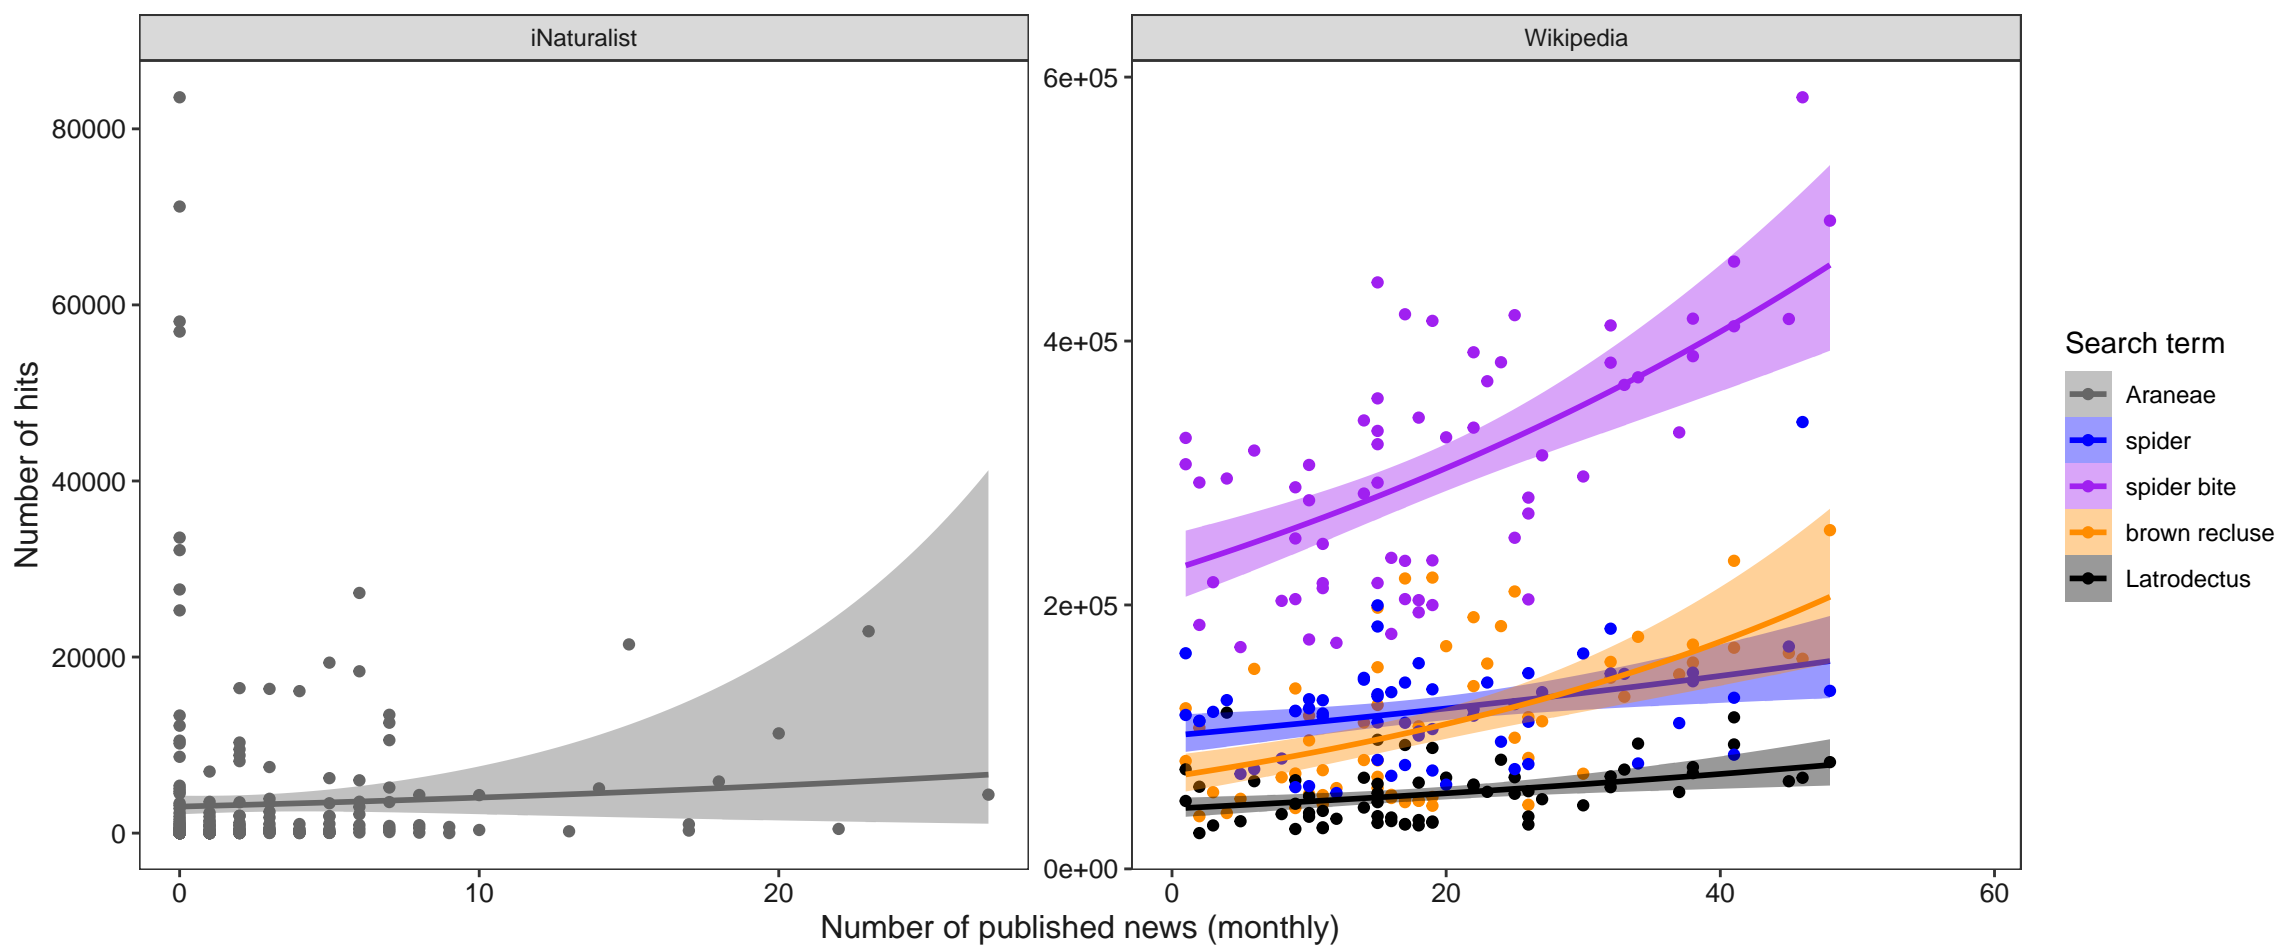 iNaturalist
Wikipedia
Number of hits
80000
60000
40000
20000
0
0
10
20
6e+05
4e+05
2e+05
0e+00
0
20
40
60
Number of published news (monthly)
Search term
Araneae
spider
spider bite
brown recluse
Latrodectus